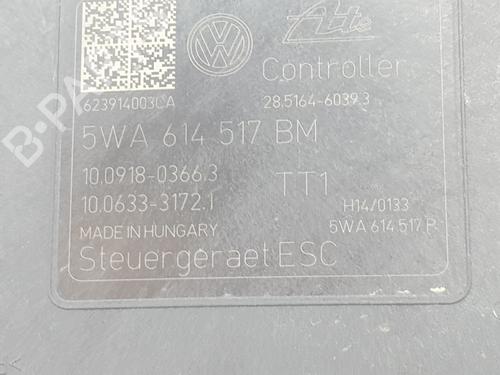 Ate
Controller
623914003CA
28.5164-6039.3
5WA 614 517 BM
10.0918-0366.3
TT1
10.0633-3172.1
H14/0133
MADE IN HUNGARY
5WA 614 517 R
Steuergeraet ESC